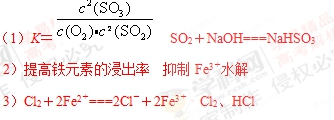 （1）K＝c²(SO₃)/c(O₂)•c²(SO₂)　SO₂＋NaOH===NaHSO₃
2）提高铁元素的浸出率　抑制 Fe³⁺水解
3）Cl₂＋2Fe²⁺===2Cl⁻＋2Fe³⁺　Cl₂、HCl